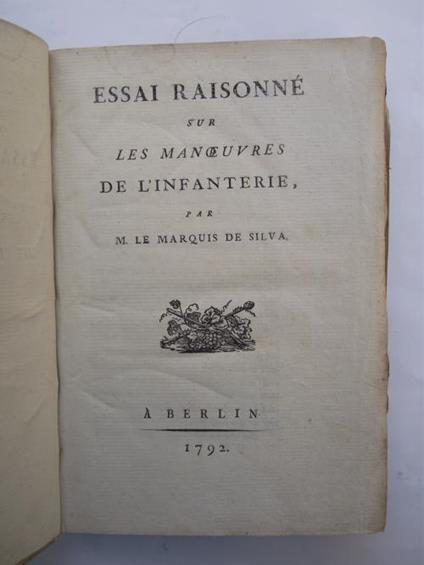 ESSAI RAISONNÉ
SUR
LES MANŒUVRES
DE L'INFANTERIE,
PAR
M. LE MARQUIS DE SILVA.
À BERLIN
1792.